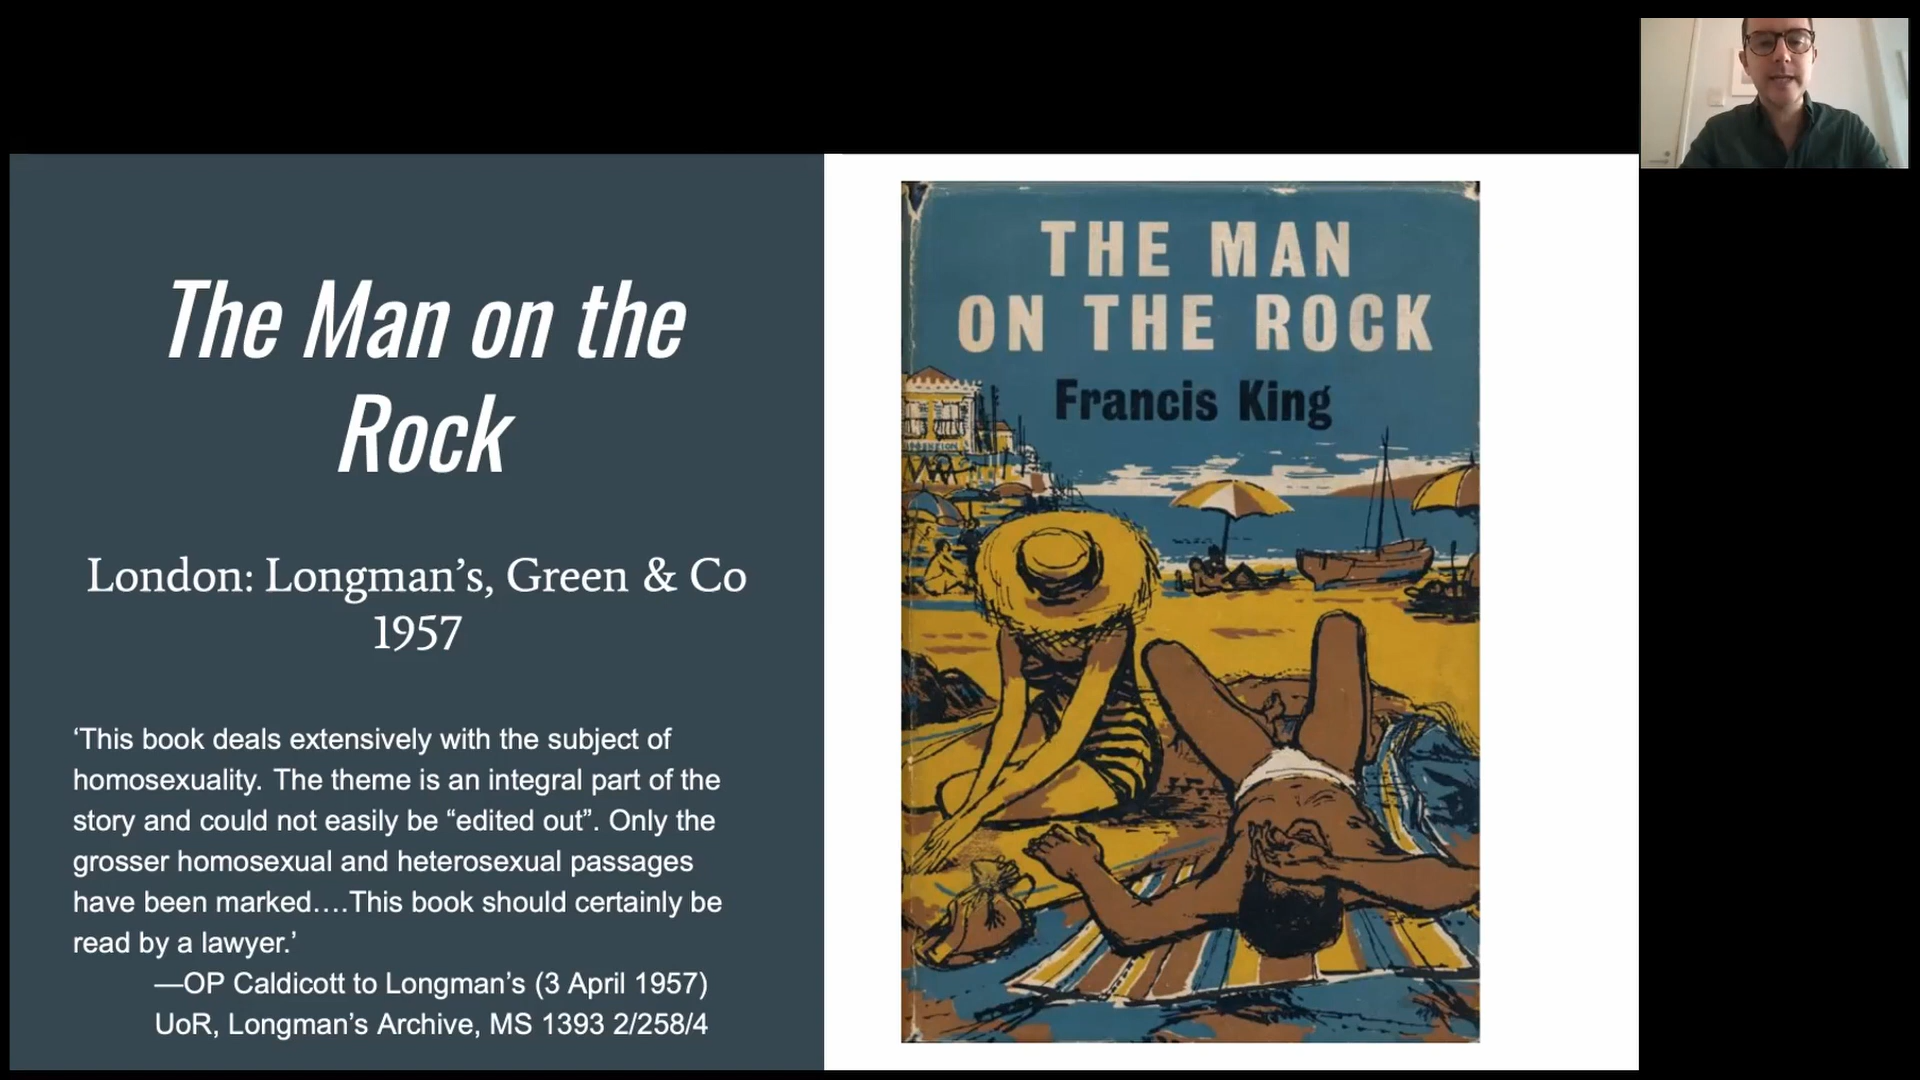 The Man on the
Rock
London: Longman’s, Green & Co
1957
‘This book deals extensively with the subject of
homosexuality. The theme is an integral part of the
story and could not easily be “edited out”. Only the
grosser homosexual and heterosexual passages
have been marked….This book should certainly be
read by a lawyer.’
—OP Caldicott to Longman’s (3 April 1957)
UoR, Longman’s Archive, MS 1393 2/258/4
THE MAN
ON THE ROCK
Francis King